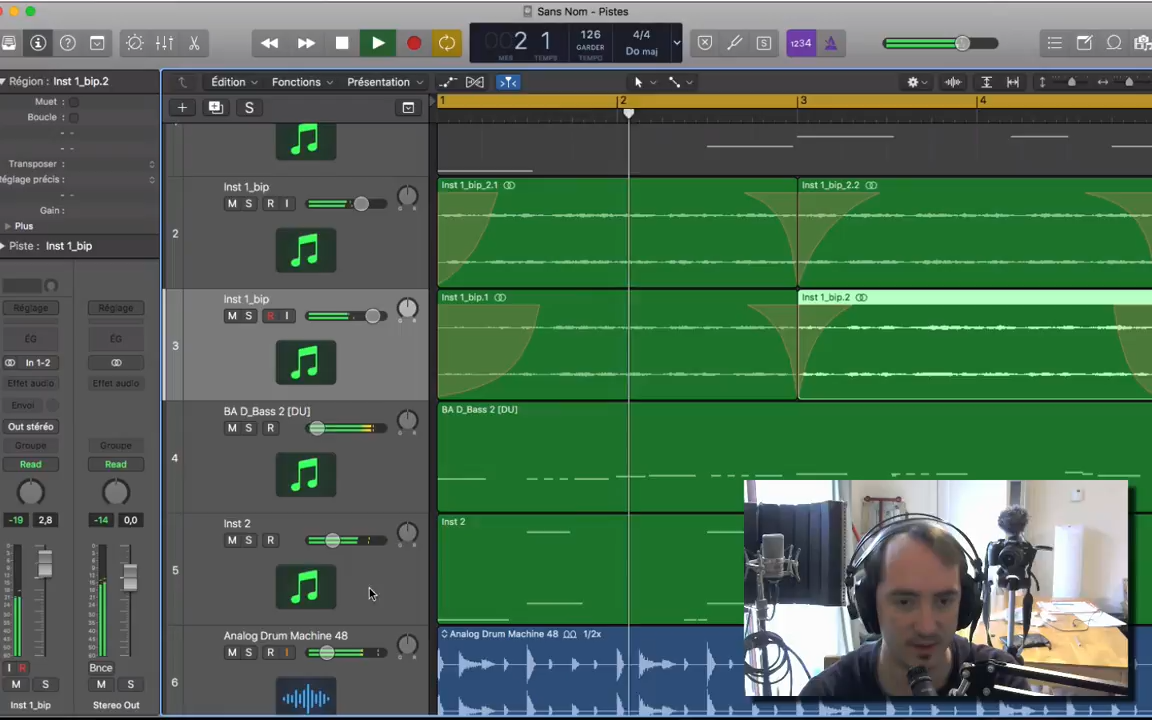 Sans Nom - Pistes
2 1
126
GARDER
TEMPO
4/4
Do maj
MES
S
1234
Région : Inst 1_bip.2
Muet :
Boucle :
Transposer :
Réglage précis :
Gain :
Plus
Piste : Inst 1_bip
Édition
Fonctions
Présentation
S
1
2
3
4
2
Inst 1_bip
M S R I
Inst 1_bip_2.1
Inst 1_bip_2.2
3
Inst 1_bip
M S R I
Inst 1_bip.1
Inst 1_bip.2
4
BA D_Bass 2 [DU]
M S R
BA D_Bass 2 [DU]
5
Inst 2
M S R
Inst 2
6
Analog Drum Machine 48
M S R I
Analog Drum Machine 48 1/2x
Réglage
Réglage
ÉG
ÉG
In 1-2
Effet audio
Effet audio
Envoi
Out stéréo
Groupe
Groupe
Read
Read
-19 2,8
-14 0,0
I R
Bnce
M S
M S
Inst 1_bip
Stereo Out